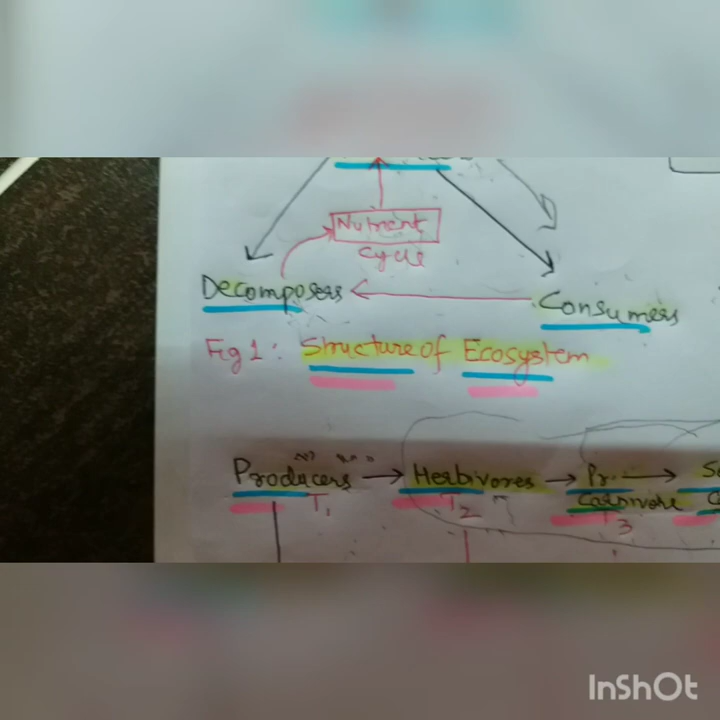 Nutrient
cycle
Decomposers
Consumers
Fig 1: Structure of Ecosystem
Producers → Herbivores → Pr. →
Carnivore
T1 T2 T3
InShOt